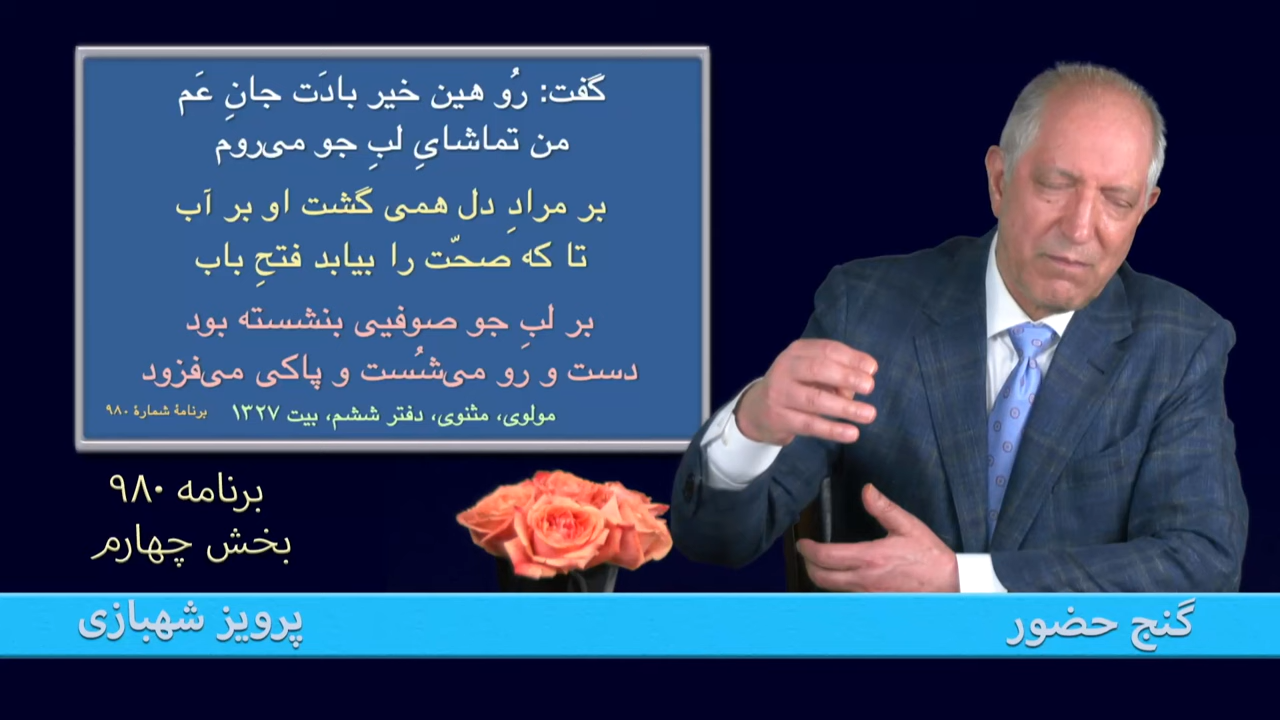 گفت: رُو هین خیر بادَت جانِ عَم
من تماشایِ لبِ جو می‌روم
بر مرادِ دل همی گشت او بر آب
تا که صحّت را بیابد فتحِ باب
بر لبِ جو صوفیی بنشسته بود
دست و رو می‌شُست و پاکی می‌فزود
مولوی، مثنوی، دفتر ششم، بیت ۱۳۲۷
برنامهٔ شمارهٔ ۹۸۰
برنامه ۹۸۰
بخش چهارم
گنج حضور
پرویز شهبازی